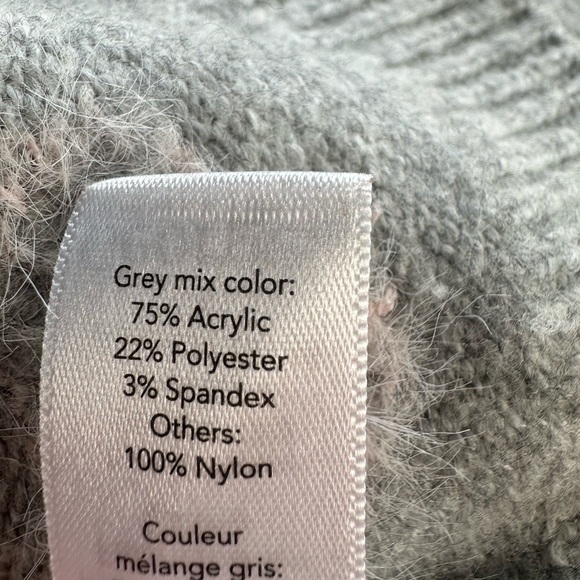 Grey mix color:
75% Acrylic
22% Polyester
3% Spandex
Others:
100% Nylon
Couleur
mélange gris: